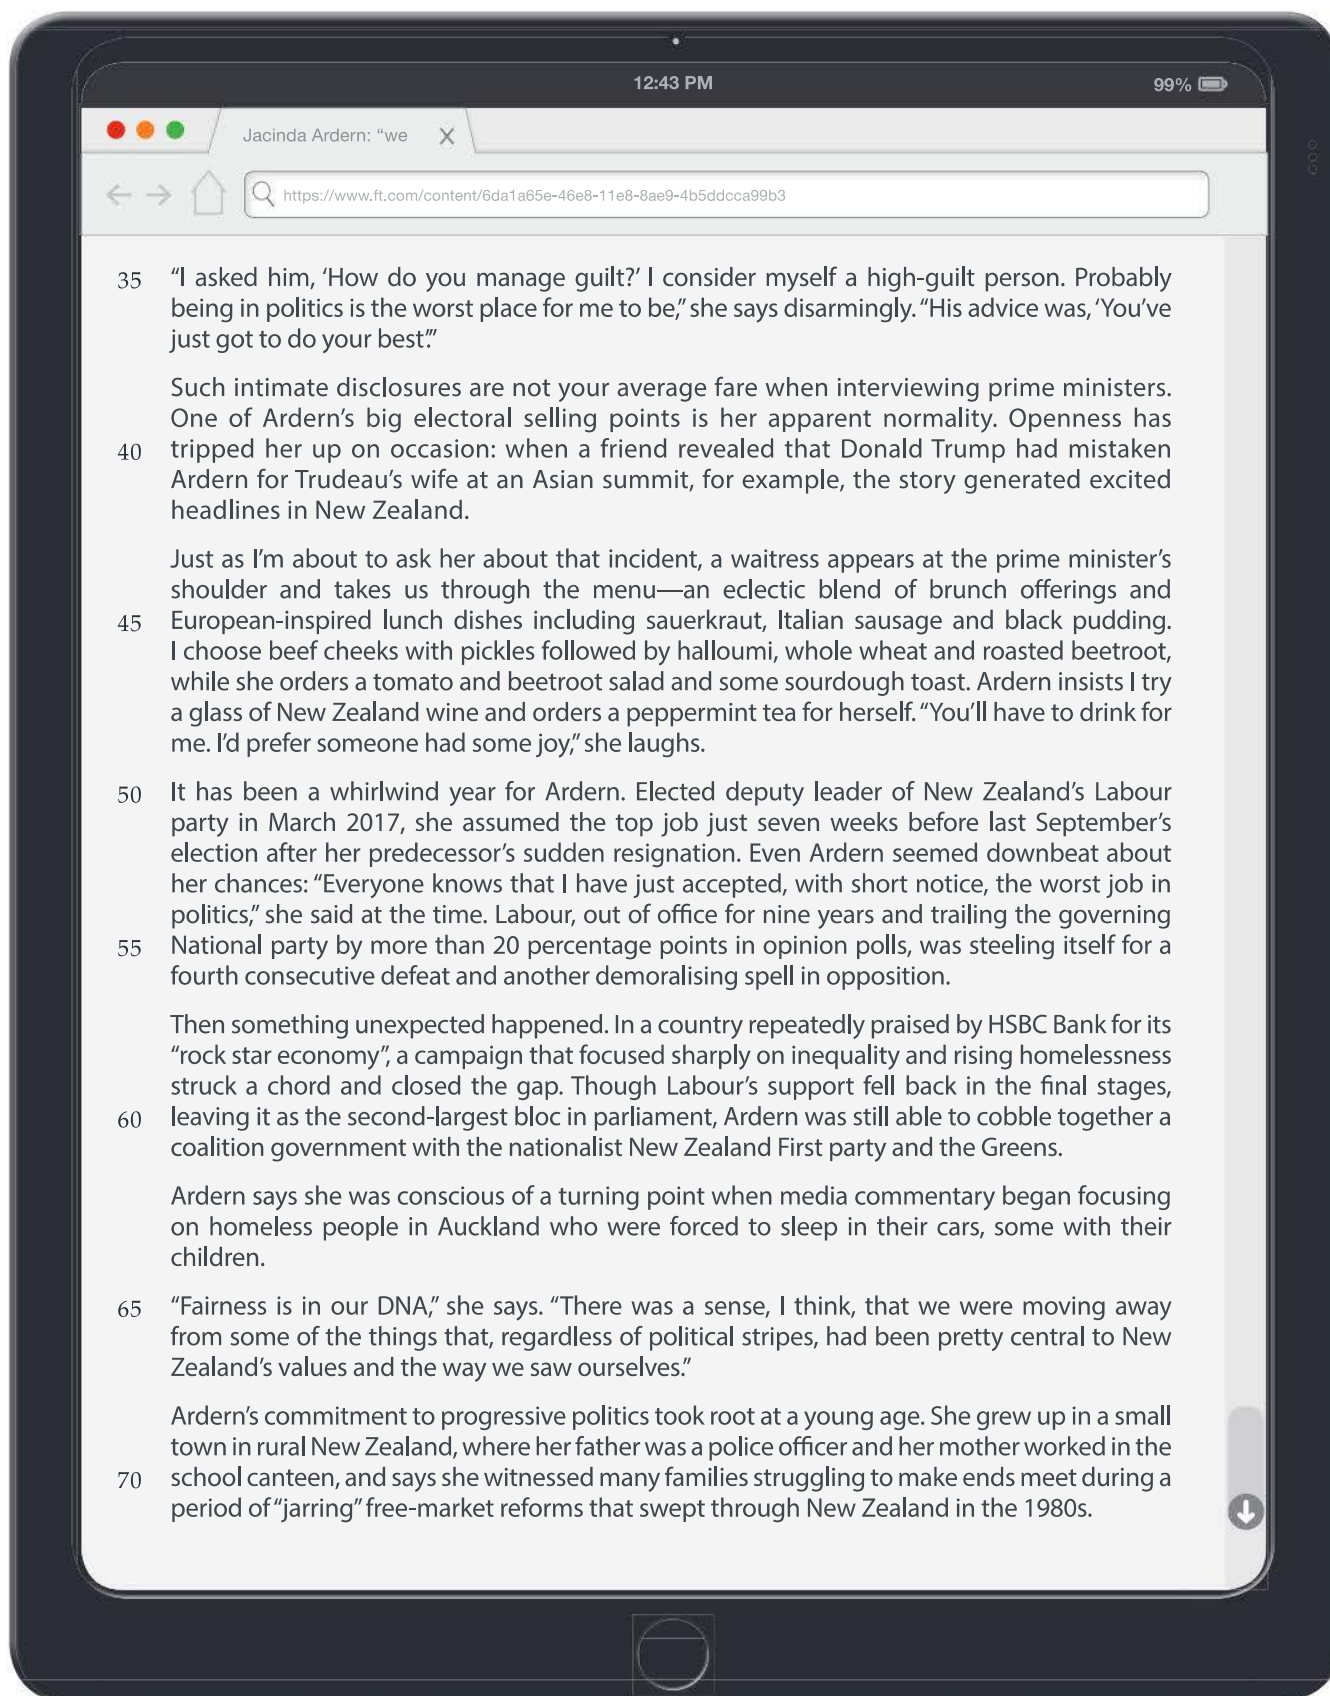 12:43 PM
99%
Jacinda Ardern: “we X
https://www.ft.com/content/6da1a65e-46e8-11e8-8ae9-4b5ddcca99b3
35 “I asked him, ‘How do you manage guilt?’ I consider myself a high-guilt person. Probably
being in politics is the worst place for me to be,” she says disarmingly. “His advice was, ‘You’ve
just got to do your best’.”
Such intimate disclosures are not your average fare when interviewing prime ministers.
One of Ardern’s big electoral selling points is her apparent normality. Openness has
40 tripped her up on occasion: when a friend revealed that Donald Trump had mistaken
Ardern for Trudeau’s wife at an Asian summit, for example, the story generated excited
headlines in New Zealand.
Just as I’m about to ask her about that incident, a waitress appears at the prime minister’s
shoulder and takes us through the menu—an eclectic blend of brunch offerings and
45 European-inspired lunch dishes including sauerkraut, Italian sausage and black pudding.
I choose beef cheeks with pickles followed by halloumi, whole wheat and roasted beetroot,
while she orders a tomato and beetroot salad and some sourdough toast. Ardern insists I try
a glass of New Zealand wine and orders a peppermint tea for herself. “You’ll have to drink for
me. I’d prefer someone had some joy,” she laughs.
50 It has been a whirlwind year for Ardern. Elected deputy leader of New Zealand’s Labour
party in March 2017, she assumed the top job just seven weeks before last September’s
election after her predecessor’s sudden resignation. Even Ardern seemed downbeat about
her chances: “Everyone knows that I have just accepted, with short notice, the worst job in
politics,” she said at the time. Labour, out of office for nine years and trailing the governing
55 National party by more than 20 percentage points in opinion polls, was steeling itself for a
fourth consecutive defeat and another demoralising spell in opposition.
Then something unexpected happened. In a country repeatedly praised by HSBC Bank for its
“rock star economy”, a campaign that focused sharply on inequality and rising homelessness
struck a chord and closed the gap. Though Labour’s support fell back in the final stages,
60 leaving it as the second-largest bloc in parliament, Ardern was still able to cobble together a
coalition government with the nationalist New Zealand First party and the Greens.
Ardern says she was conscious of a turning point when media commentary began focusing
on homeless people in Auckland who were forced to sleep in their cars, some with their
children.
65 “Fairness is in our DNA,” she says. “There was a sense, I think, that we were moving away
from some of the things that, regardless of political stripes, had been pretty central to New
Zealand’s values and the way we saw ourselves.”
Ardern’s commitment to progressive politics took root at a young age. She grew up in a small
town in rural New Zealand, where her father was a police officer and her mother worked in the
70 school canteen, and says she witnessed many families struggling to make ends meet during a
period of “jarring” free-market reforms that swept through New Zealand in the 1980s.